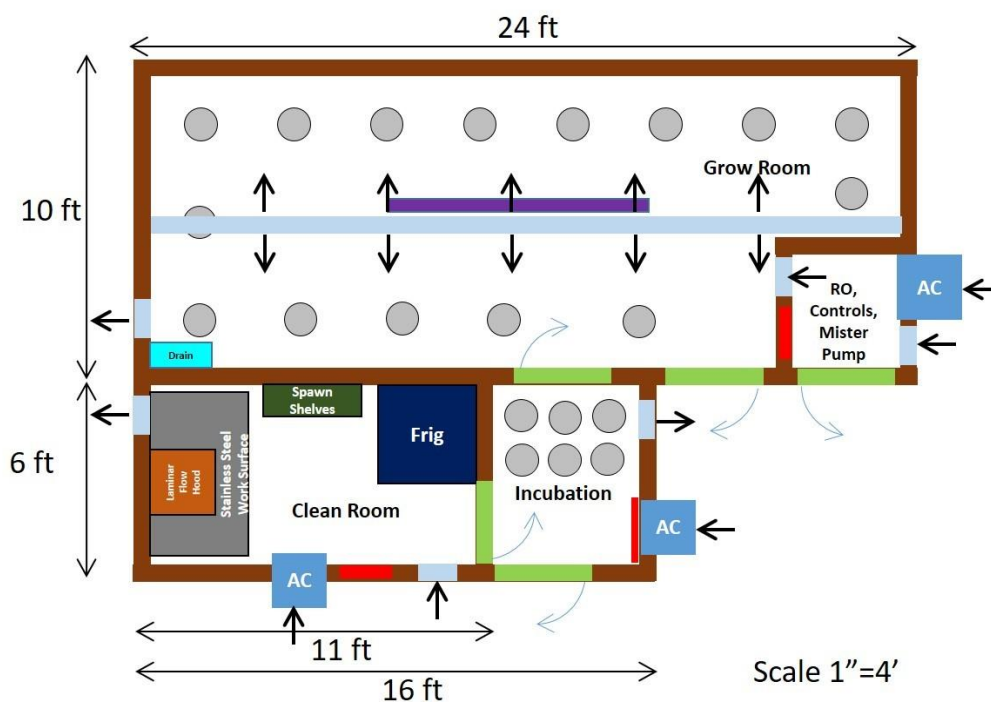 24 ft
Grow Room
10 ft
RO,
Controls,
Mister
Pump
AC
Drain
Spawn
Shelves
Frig
6 ft
Laminar
Flow
Hood
Stainless Steel
Work Surface
Clean Room
Incubation
AC
AC
11 ft
16 ft
Scale 1”=4’